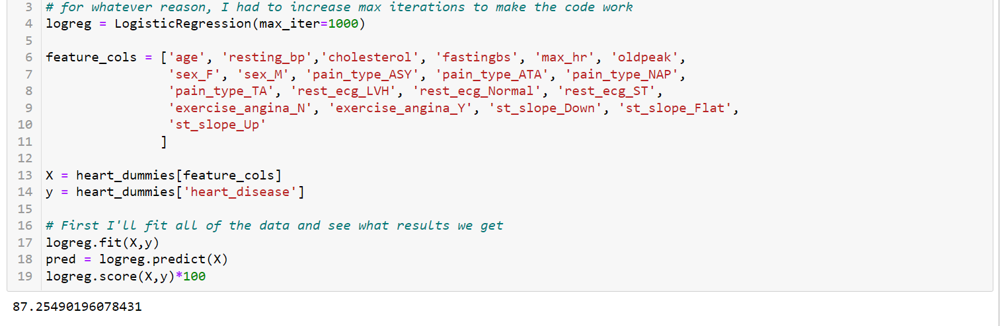 3 # for whatever reason, I had to increase max iterations to make the code work
4 logreg = LogisticRegression(max_iter=1000)
5
6 feature_cols = ['age', 'resting_bp','cholesterol', 'fastingbs', 'max_hr', 'oldpeak',
7                 'sex_F', 'sex_M', 'pain_type_ASY', 'pain_type_ATA', 'pain_type_NAP',
8                 'pain_type_TA', 'rest_ecg_LVH', 'rest_ecg_Normal', 'rest_ecg_ST',
9                 'exercise_angina_N', 'exercise_angina_Y', 'st_slope_Down', 'st_slope_Flat',
10                 'st_slope_Up'
11                ]
12
13 X = heart_dummies[feature_cols]
14 y = heart_dummies['heart_disease']
15
16 # First I'll fit all of the data and see what results we get
17 logreg.fit(X,y)
18 pred = logreg.predict(X)
19 logreg.score(X,y)*100
87.25490196078431